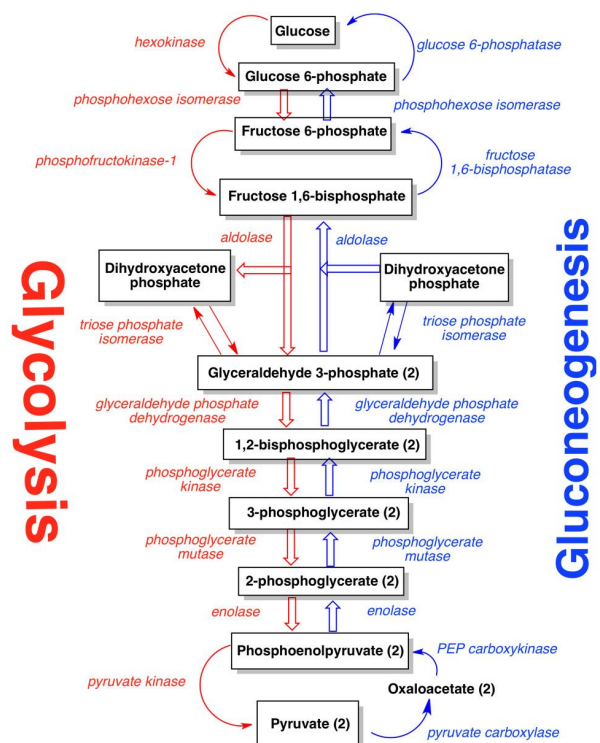 Glucose
hexokinase
glucose 6-phosphatase
Glucose 6-phosphate
phosphohexose isomerase
phosphohexose isomerase
Fructose 6-phosphate
phosphofructokinase-1
fructose
1,6-bisphosphatase
Fructose 1,6-bisphosphate
aldolase
aldolase
Dihydroxyacetone
phosphate
Dihydroxyacetone
phosphate
triose phosphate
isomerase
triose phosphate
isomerase
Glyceraldehyde 3-phosphate (2)
glyceraldehyde phosphate
dehydrogenase
glyceraldehyde phosphate
dehydrogenase
1,2-bisphosphoglycerate (2)
phosphoglycerate
kinase
phosphoglycerate
kinase
3-phosphoglycerate (2)
phosphoglycerate
mutase
phosphoglycerate
mutase
2-phosphoglycerate (2)
enolase
enolase
Phosphoenolpyruvate (2)
PEP carboxykinase
pyruvate kinase
Oxaloacetate (2)
Pyruvate (2)
pyruvate carboxylase
Glycolysis
Gluconeogenesis